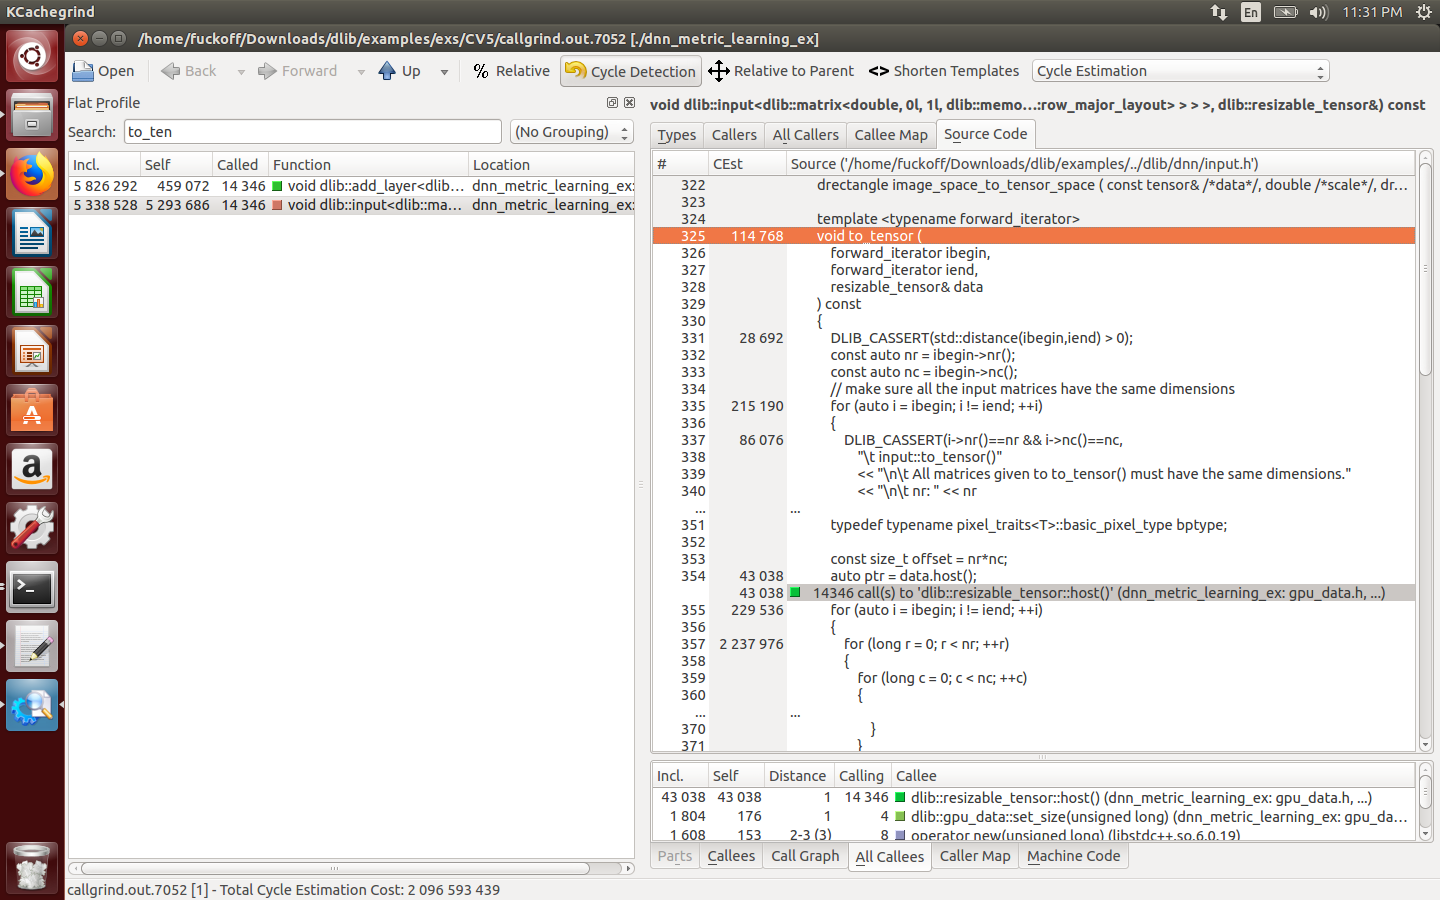 KCachegrind
En
11:31 PM
/home/fuckoff/Downloads/dlib/examples/exs/CV5/callgrind.out.7052 [./dnn_metric_learning_ex]
Open Back Forward Up % Relative Cycle Detection Relative to Parent <> Shorten Templates Cycle Estimation
Flat Profile
Search: to_ten (No Grouping)
Incl. Self Called Function Location
5 826 292 459 072 14 346 void dlib::add_layer<dlib... dnn_metric_learning_ex:
5 338 528 5 293 686 14 346 void dlib::input<dlib::ma... dnn_metric_learning_ex:
void dlib::input<dlib::matrix<double, 0l, 1l, dlib::memo...:row_major_layout> > > >, dlib::resizable_tensor&) const
Types Callers All Callers Callee Map Source Code
# CEst Source ('/home/fuckoff/Downloads/dlib/examples/../dlib/dnn/input.h')
322 drectangle image_space_to_tensor_space ( const tensor& /*data*/, double /*scale*/, dr...
323
324 template <typename forward_iterator>
325 114 768 void to_tensor (
326 forward_iterator ibegin,
327 forward_iterator iend,
328 resizable_tensor& data
329 ) const
330 {
331 28 692 DLIB_CASSERT(std::distance(ibegin,iend) > 0);
332 const auto nr = ibegin->nr();
333 const auto nc = ibegin->nc();
334 // make sure all the input matrices have the same dimensions
335 215 190 for (auto i = ibegin; i != iend; ++i)
336 {
337 86 076 DLIB_CASSERT(i->nr()==nr && i->nc()==nc,
338 "\t input::to_tensor()"
339 << "\n\t All matrices given to to_tensor() must have the same dimensions."
340 << "\n\t nr: " << nr
... ...
351 typedef typename pixel_traits<T>::basic_pixel_type bptype;
352
353 const size_t offset = nr*nc;
354 43 038 auto ptr = data.host();
43 038 14346 call(s) to 'dlib::resizable_tensor::host()' (dnn_metric_learning_ex: gpu_data.h, ...)
355 229 536 for (auto i = ibegin; i != iend; ++i)
356 {
357 2 237 976 for (long r = 0; r < nr; ++r)
358 {
359 for (long c = 0; c < nc; ++c)
360 {
... ...
370 }
371 }
Incl. Self Distance Calling Callee
43 038 43 038 1 14 346 dlib::resizable_tensor::host() (dnn_metric_learning_ex: gpu_data.h, ...)
1 804 176 1 4 dlib::gpu_data::set_size(unsigned long) (dnn_metric_learning_ex: gpu_da...
1 608 153 2-3 (3) 8 operator new(unsigned long) (libstdc++.so.6.0.19)
Parts Callees Call Graph All Callees Caller Map Machine Code
callgrind.out.7052 [1] - Total Cycle Estimation Cost: 2 096 593 439